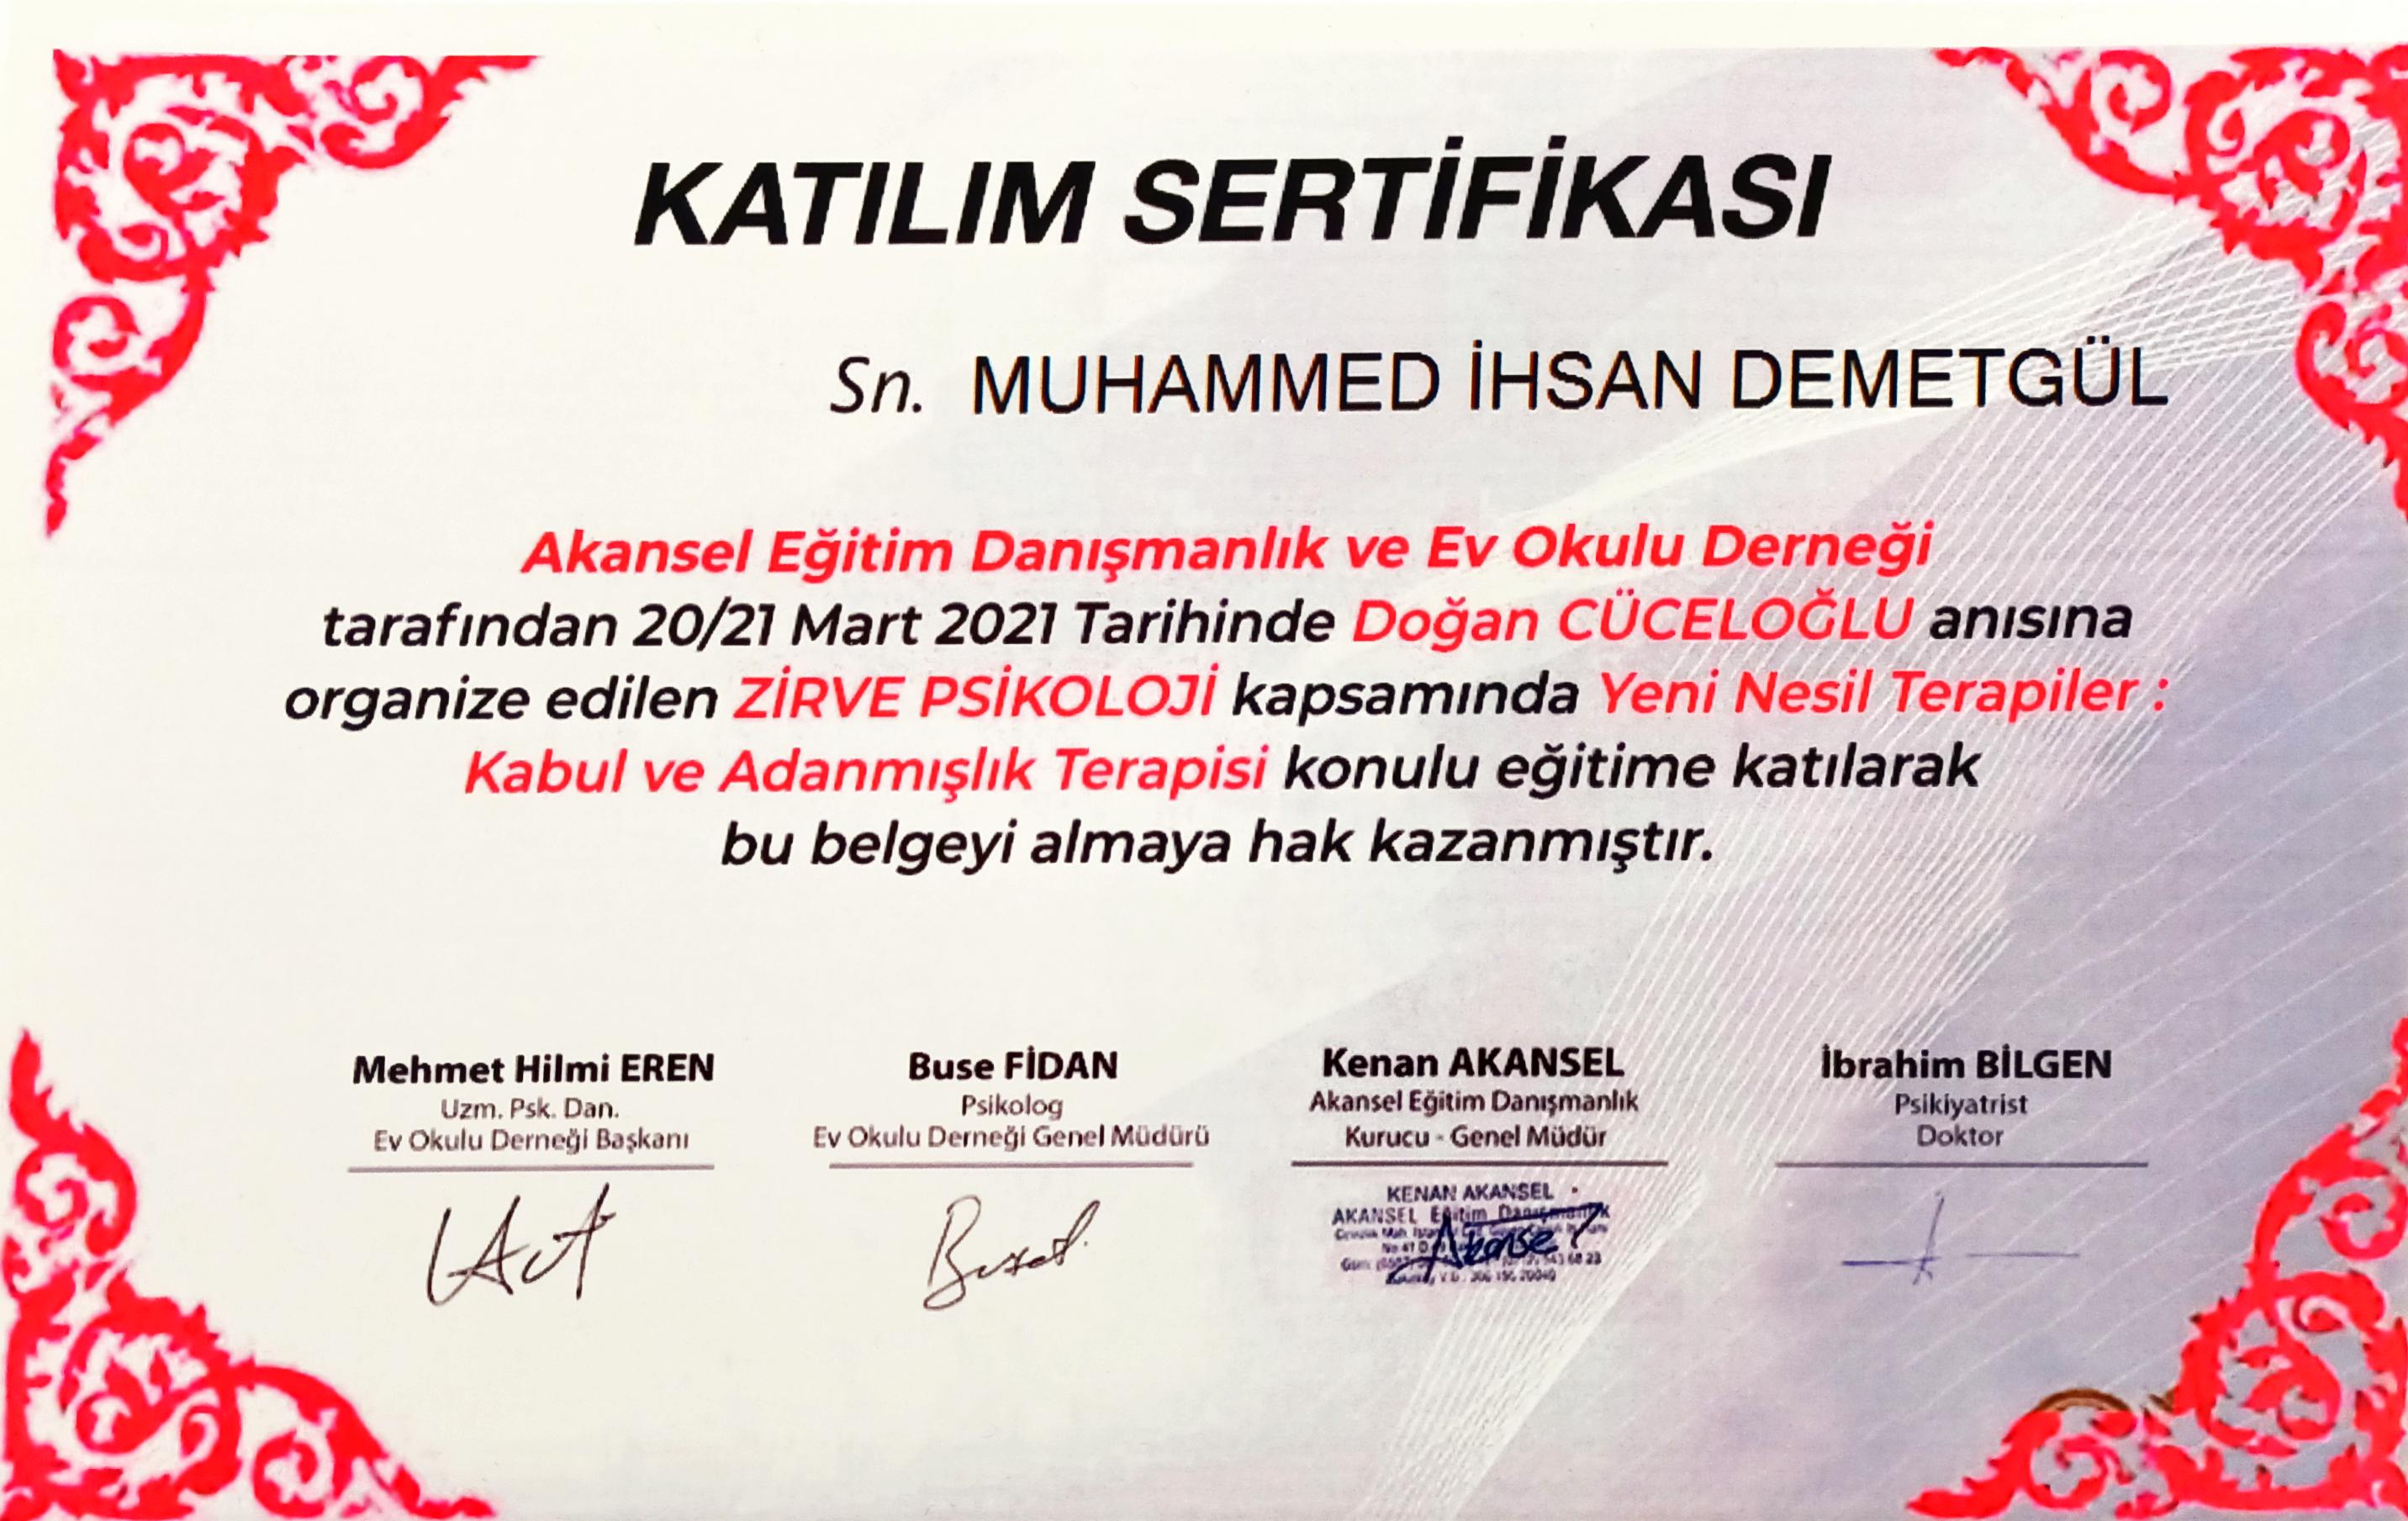 KATILIM SERTİFİKASI
Sn. MUHAMMED İHSAN DEMETGÜL
Akansel Eğitim Danışmanlık ve Ev Okulu Derneği
tarafından 20/21 Mart 2021 Tarihinde Doğan CÜCELOĞLU anısına
organize edilen ZİRVE PSİKOLOJİ kapsamında Yeni Nesil Terapiler :
Kabul ve Adanmışlık Terapisi konulu eğitime katılarak
bu belgeyi almaya hak kazanmıştır.
Mehmet Hilmi EREN
Uzm. Psk. Dan.
Ev Okulu Derneği Başkanı
Buse FİDAN
Psikolog
Ev Okulu Derneği Genel Müdürü
Kenan AKANSEL
Akansel Eğitim Danışmanlık
Kurucu - Genel Müdür
KENAN AKANSEL
AKANSEL Eğitim Danışmanlık
İbrahim BİLGEN
Psikiyatrist
Doktor